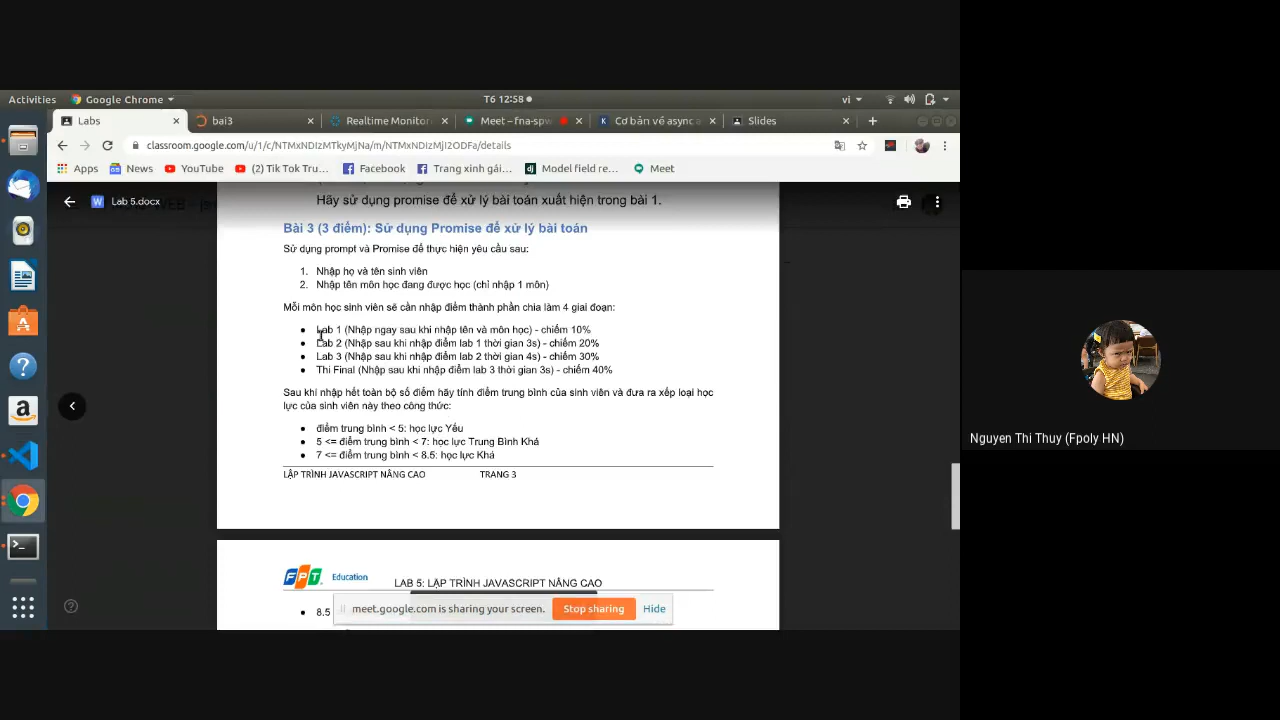 Activities Google Chrome T6 12:58 vi
Labs bai3 Realtime Monitor Meet – fna-spw Cơ bản về async a Slides
classroom.google.com/u/1/c/NTMxNDIzMTkyMjNa/m/NTMxNDIzMjI2ODFa/details
Apps News YouTube (2) Tik Tok Tru... Facebook Trang xinh gái... Model field re... Meet
Lab 5.docx
Hãy sử dụng promise để xử lý bài toán xuất hiện trong bài 1.
Bài 3 (3 điểm): Sử dụng Promise để xử lý bài toán
Sử dụng prompt và Promise để thực hiện yêu cầu sau:
1. Nhập họ và tên sinh viên
2. Nhập tên môn học đang được học (chỉ nhập 1 môn)
Mỗi môn học sinh viên sẽ cần nhập điểm thành phần chia làm 4 giai đoạn:
● Lab 1 (Nhập ngay sau khi nhập tên và môn học) - chiếm 10%
● Lab 2 (Nhập sau khi nhập điểm lab 1 thời gian 3s) - chiếm 20%
● Lab 3 (Nhập sau khi nhập điểm lab 2 thời gian 4s) - chiếm 30%
● Thi Final (Nhập sau khi nhập điểm lab 3 thời gian 3s) - chiếm 40%
Sau khi nhập hết toàn bộ số điểm hãy tính điểm trung bình của sinh viên và đưa ra xếp loại học
lực của sinh viên này theo công thức:
● điểm trung bình < 5: học lực Yếu
● 5 <= điểm trung bình < 7: học lực Trung Bình Khá
● 7 <= điểm trung bình < 8.5: học lực Khá
LẬP TRÌNH JAVASCRIPT NÂNG CAO TRANG 3
Nguyen Thi Thuy (Fpoly HN)
FPT Education LAB 5: LẬP TRÌNH JAVASCRIPT NÂNG CAO
● 8.5
meet.google.com is sharing your screen. Stop sharing Hide